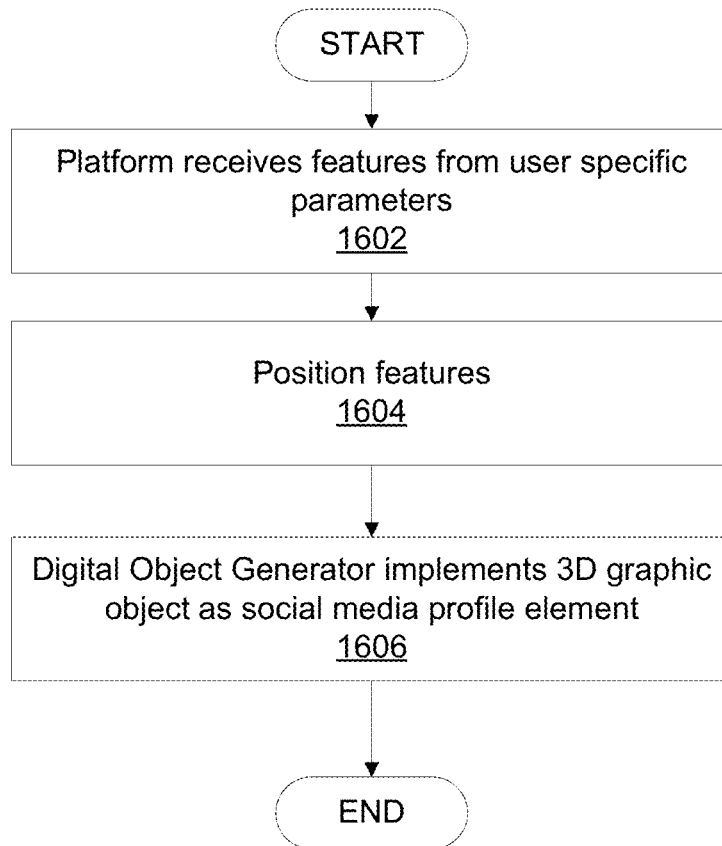 START
Platform receives features from user specific
parameters
1602
Position features
1604
Digital Object Generator implements 3D graphic
object as social media profile element
1606
END